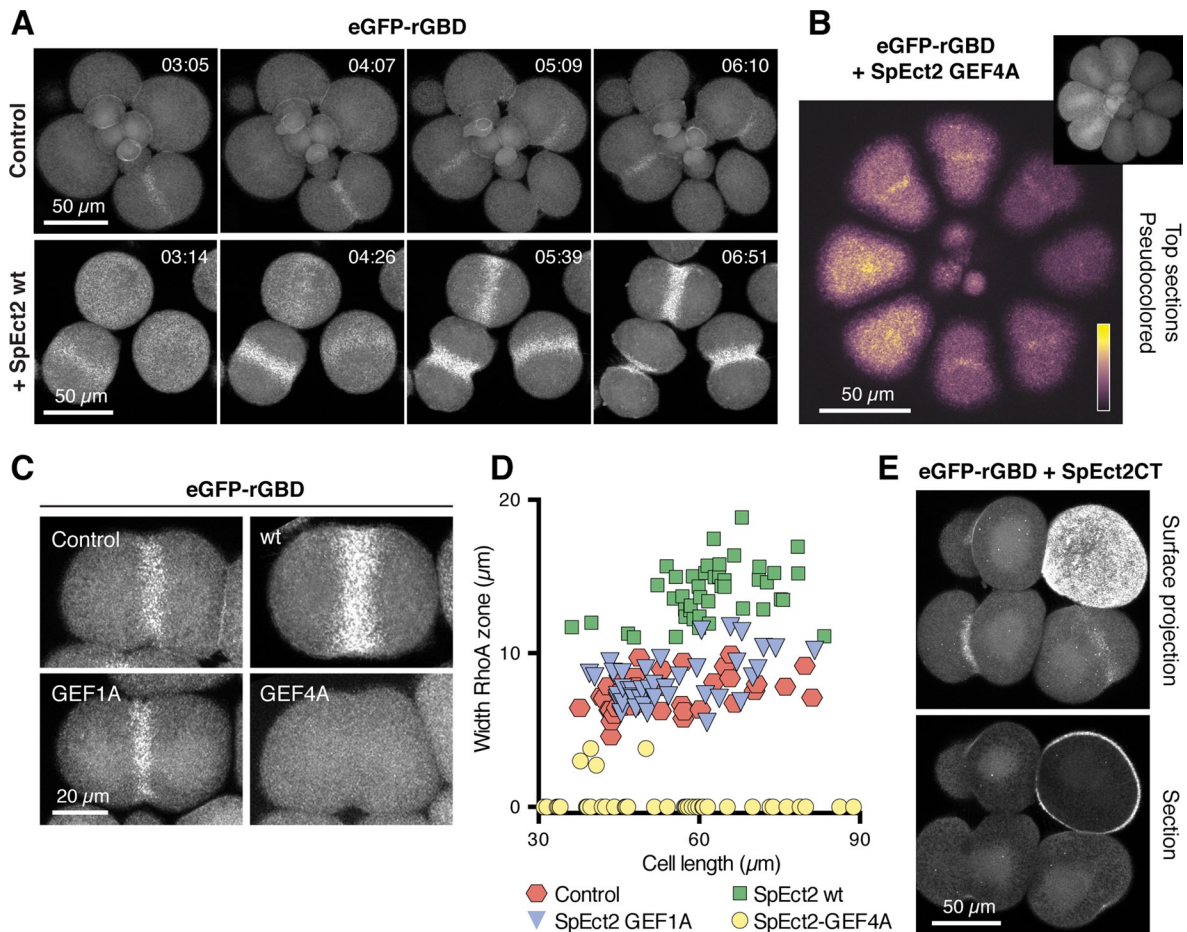 A
eGFP-rGBD
Control
03:05
04:07
05:09
06:10
50 µm
+ SpEct2 wt
03:14
04:26
05:39
06:51
50 µm
B
eGFP-rGBD
+ SpEct2 GEF4A
50 µm
Top sections
Pseudocolored
C
eGFP-rGBD
Control
wt
GEF1A
GEF4A
20 µm
D
Width RhoA zone (µm)
20
10
0
30
60
90
Cell length (µm)
Control
SpEct2 wt
SpEct2 GEF1A
SpEct2-GEF4A
E
eGFP-rGBD + SpEct2CT
Surface projection
Section
50 µm